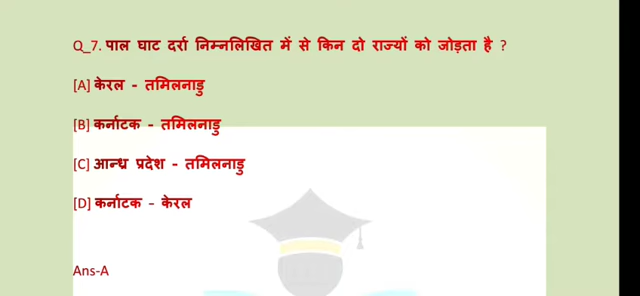 Q_7. पाल घाट दर्रा निम्नलिखित में से किन दो राज्यों को जोड़ता है ?
[A] केरल - तमिलनाडु
[B] कर्नाटक - तमिलनाडु
[C] आन्ध्र प्रदेश - तमिलनाडु
[D] कर्नाटक - केरल
Ans-A